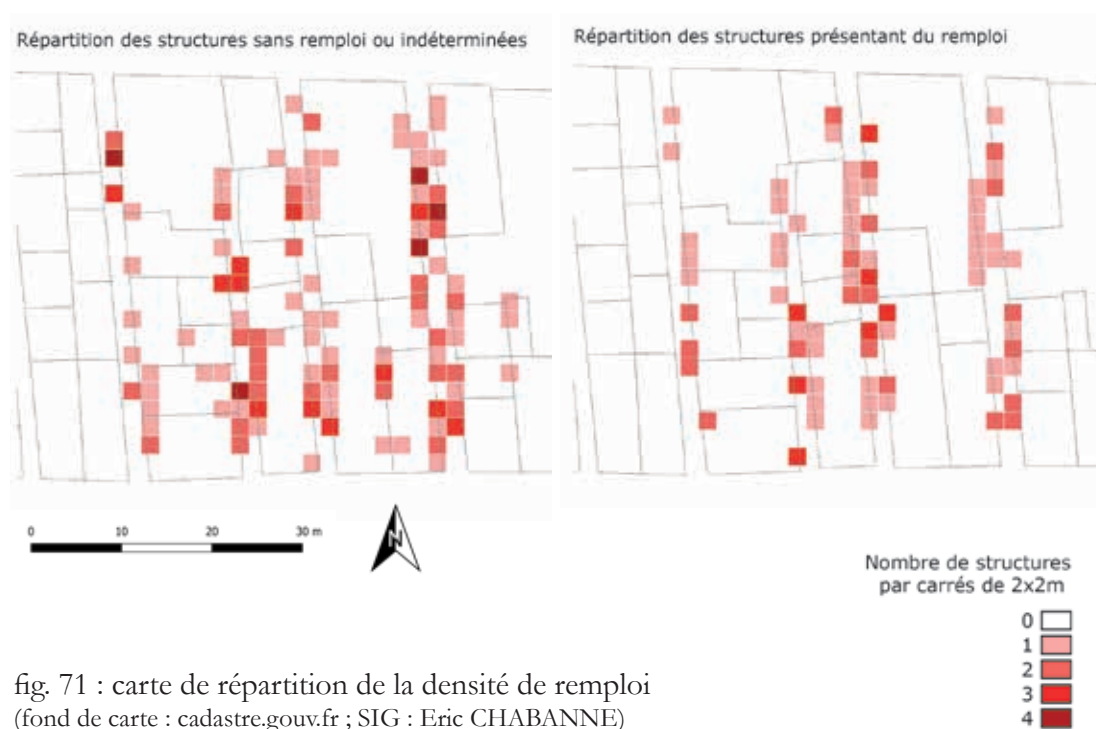 Répartition des structures sans remploi ou indéterminées
Répartition des structures présentant du remploi
0 10 20 30 m
N
Nombre de structures
par carrés de 2x2m
0
1
2
3
4
fig. 71 : carte de répartition de la densité de remploi
(fond de carte : cadastre.gouv.fr ; SIG : Eric CHABANNE)